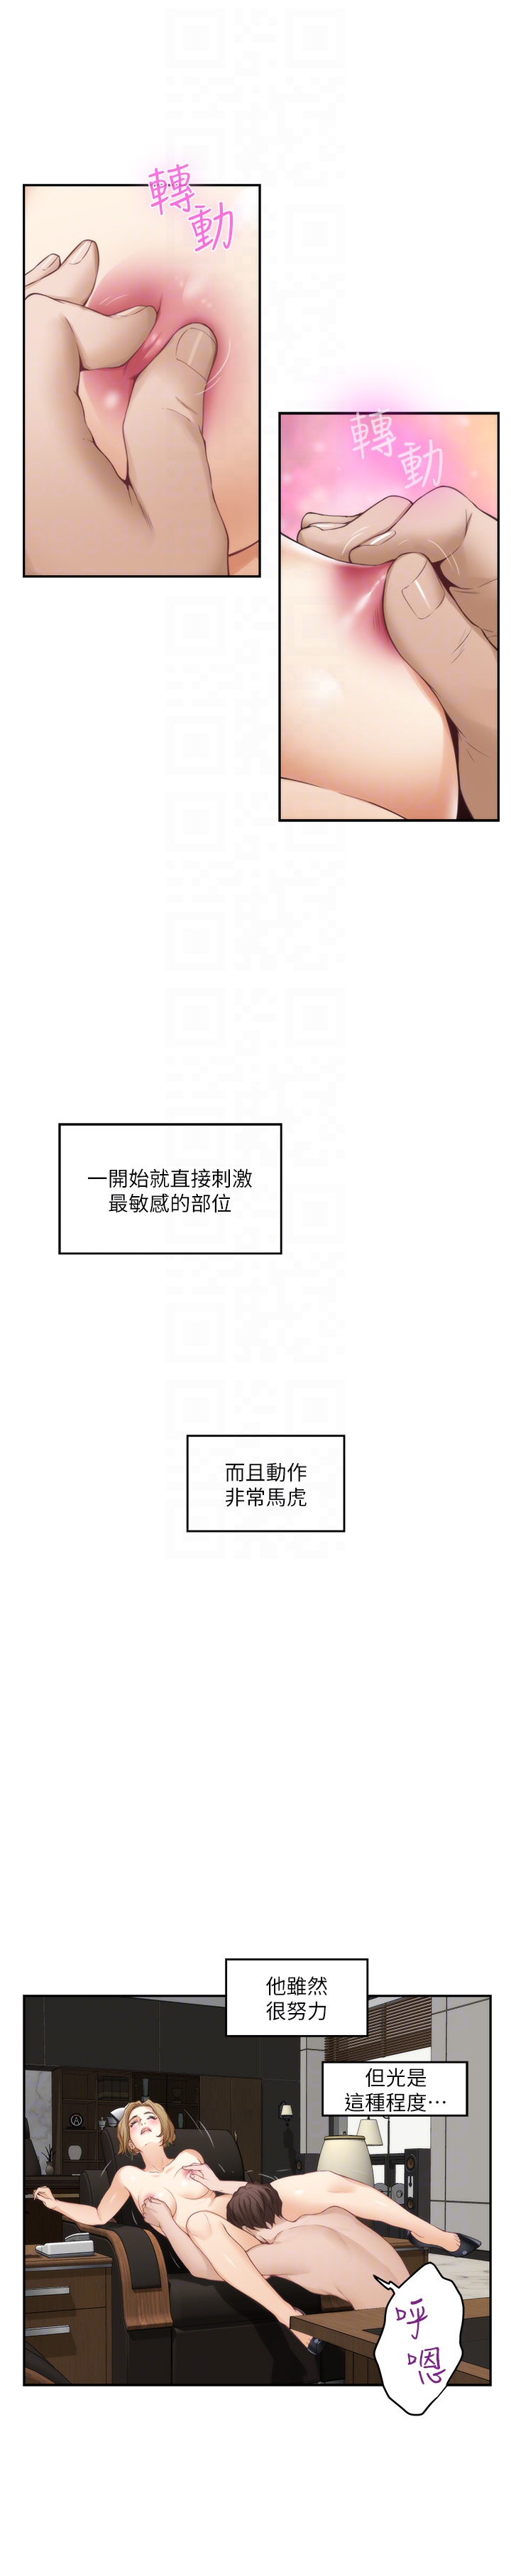 轉
動
轉
動
一開始就直接刺激
最敏感的部位
而且動作
非常馬虎
他雖然
很努力
但光是
這種程度…
呼
嗯